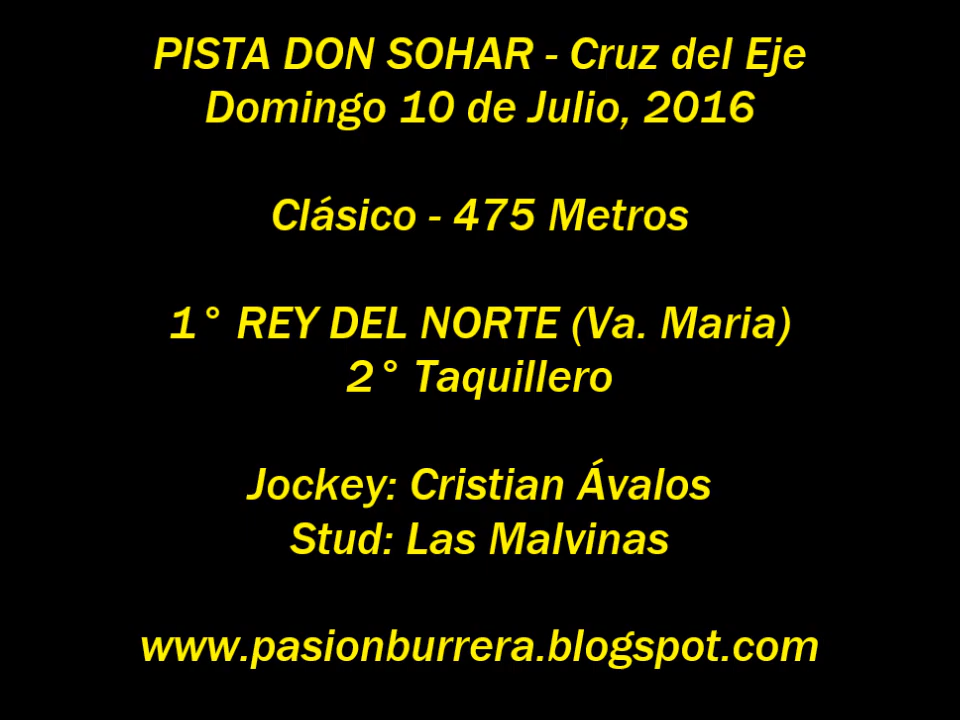 PISTA DON SOHAR - Cruz del Eje
Domingo 10 de Julio, 2016
Clásico - 475 Metros
1° REY DEL NORTE (Va. Maria)
2° Taquillero
Jockey: Cristian Ávalos
Stud: Las Malvinas
www.pasionburrera.blogspot.com